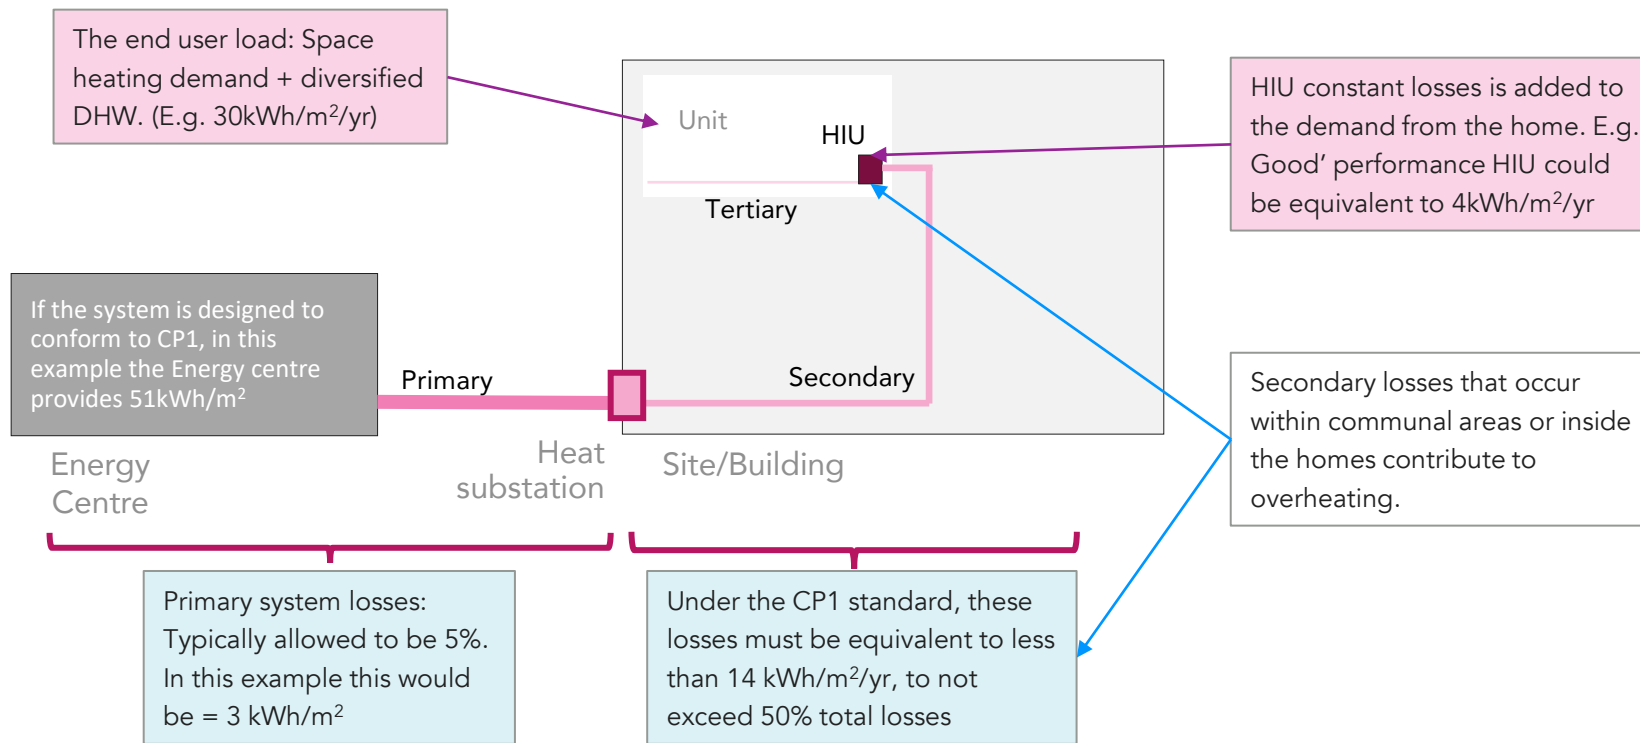 The end user load: Space
heating demand + diversified
DHW. (E.g. 30kWh/m²/yr)
Unit
HIU
Tertiary
HIU constant losses is added to
the demand from the home. E.g.
Good’ performance HIU could
be equivalent to 4kWh/m²/yr
If the system is designed to
conform to CP1, in this
example the Energy centre
provides 51kWh/m²
Primary
Secondary
Energy
Centre
Heat
substation
Site/Building
Secondary losses that occur
within communal areas or inside
the homes contribute to
overheating.
Primary system losses:
Typically allowed to be 5%.
In this example this would
be = 3 kWh/m²
Under the CP1 standard, these
losses must be equivalent to less
than 14 kWh/m²/yr, to not
exceed 50% total losses